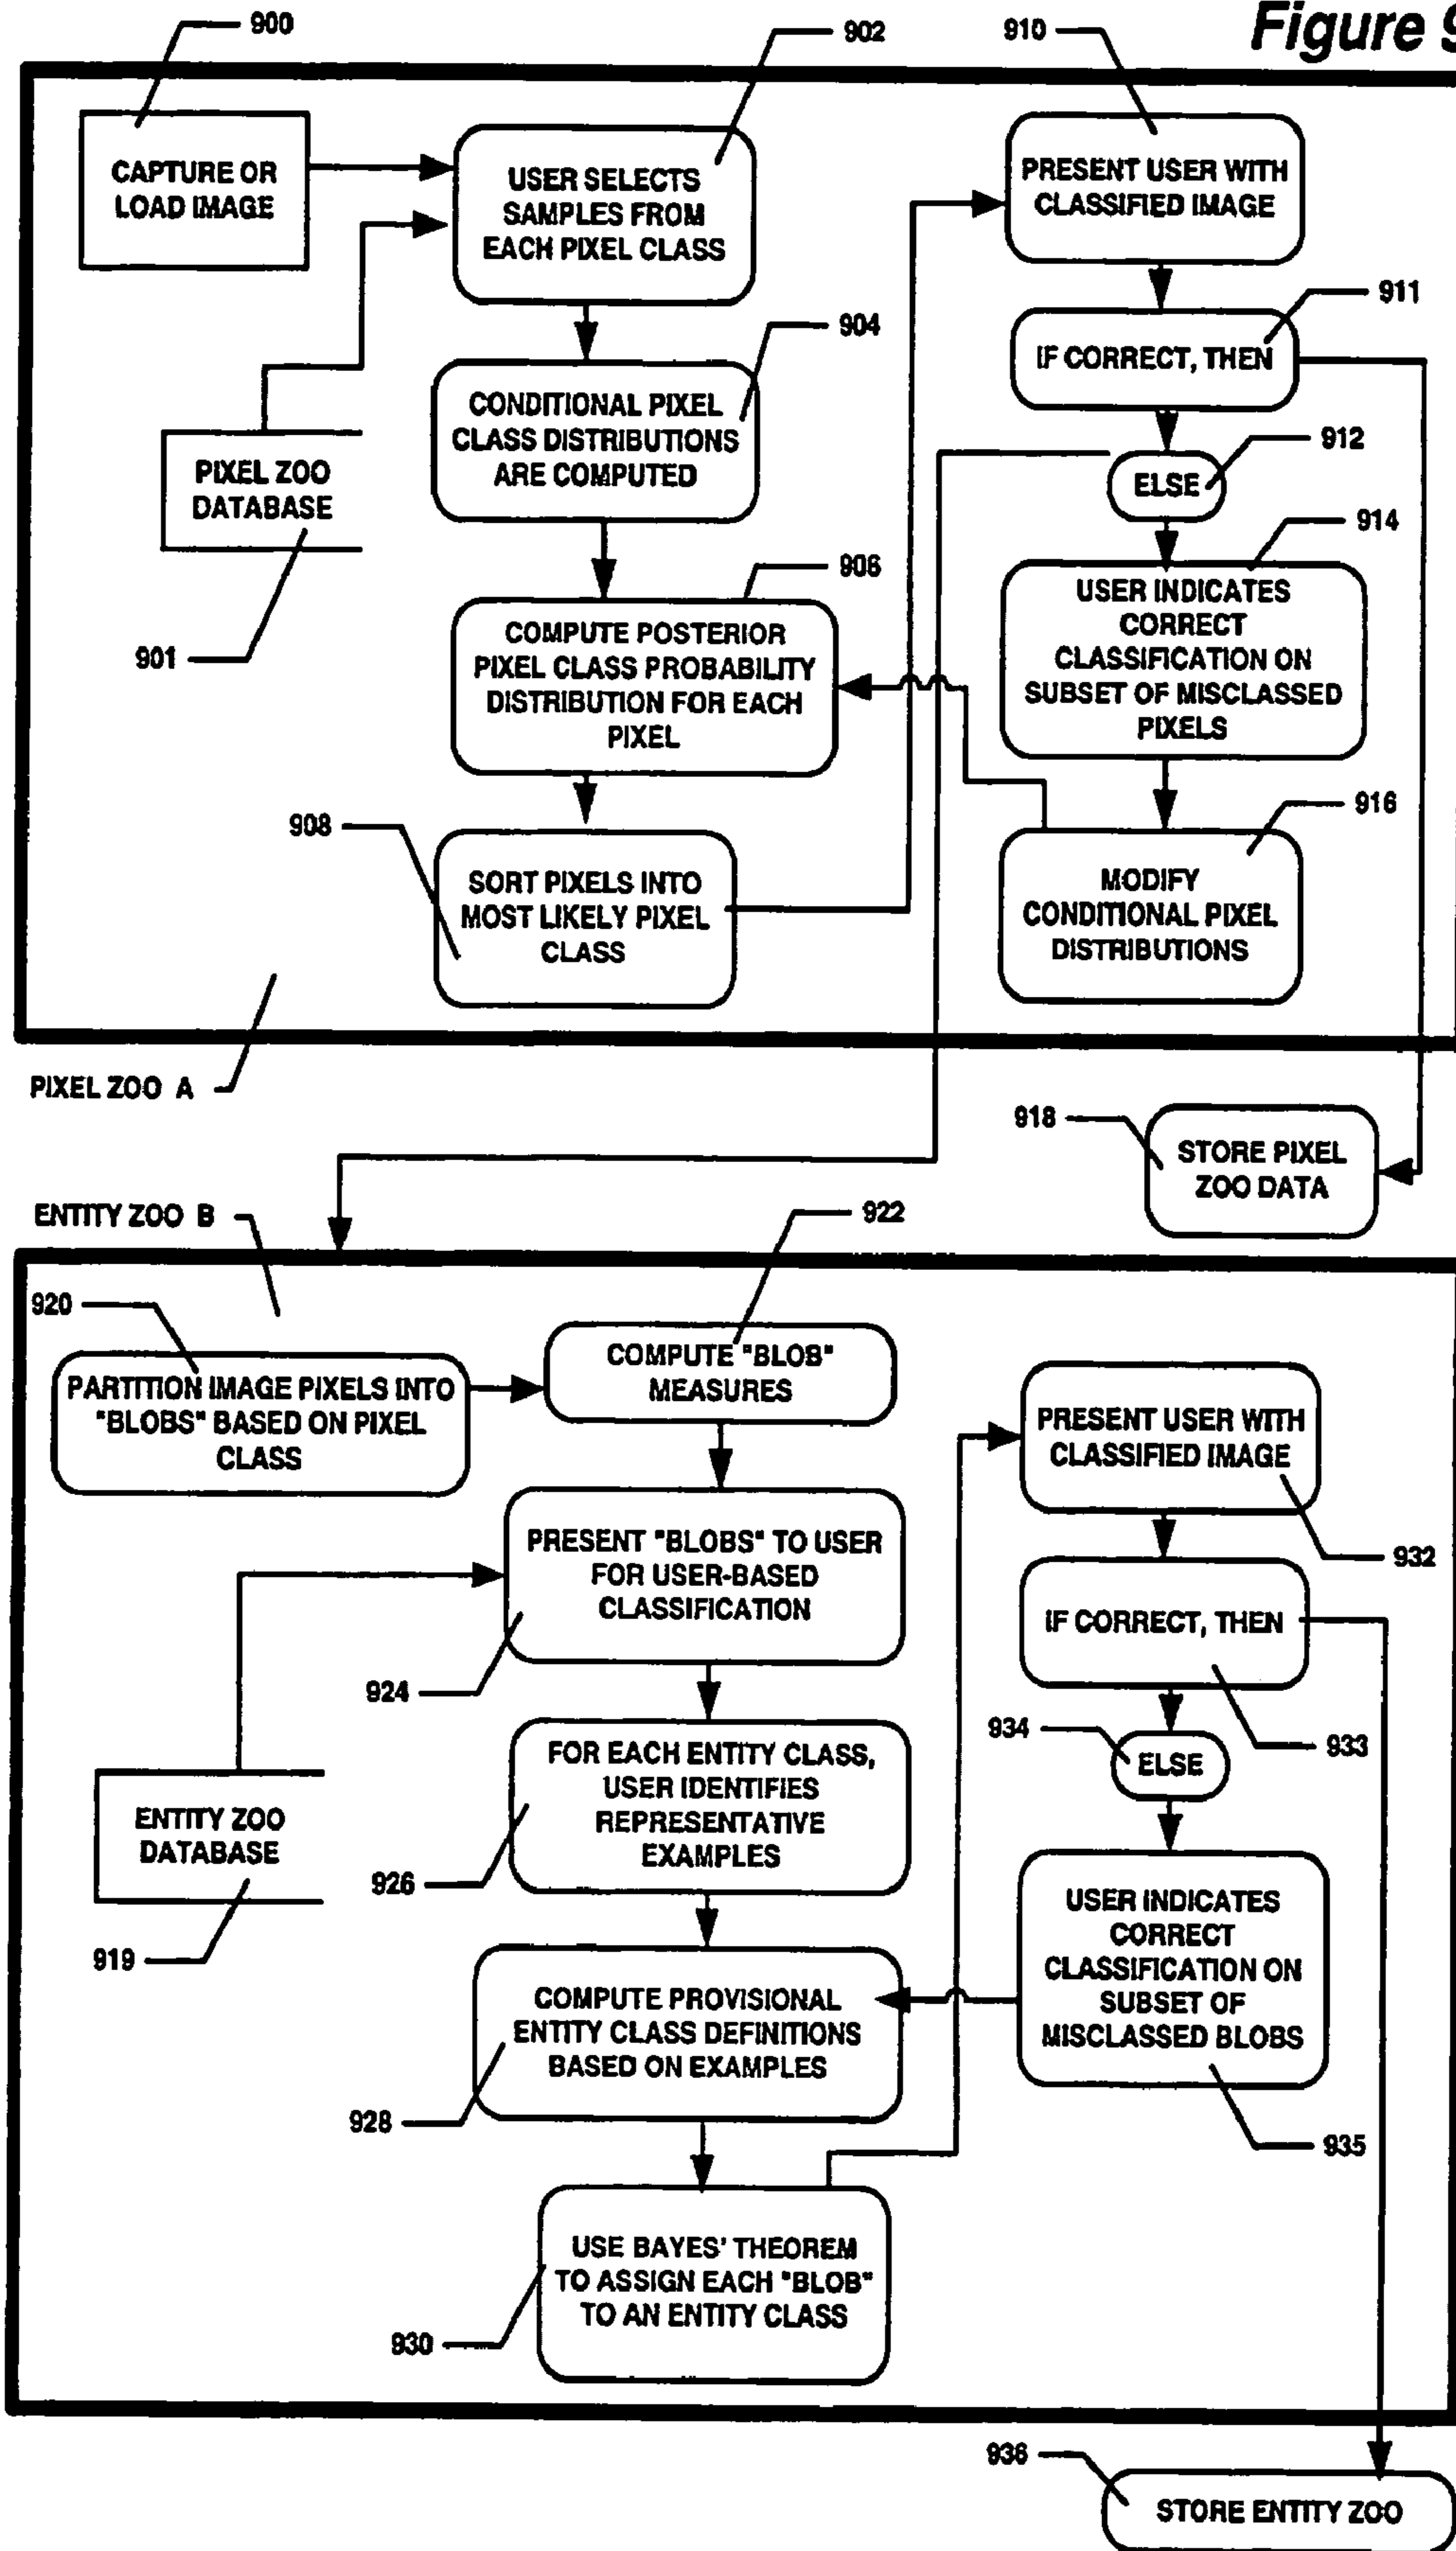 Figure 9
900
902
910
CAPTURE OR
LOAD IMAGE
USER SELECTS
SAMPLES FROM
EACH PIXEL CLASS
PRESENT USER WITH
CLASSIFIED IMAGE
911
904
IF CORRECT, THEN
CONDITIONAL PIXEL
CLASS DISTRIBUTIONS
ARE COMPUTED
912
PIXEL ZOO
DATABASE
ELSE
914
906
USER INDICATES
CORRECT
CLASSIFICATION ON
SUBSET OF MISCLASSED
PIXELS
COMPUTE POSTERIOR
PIXEL CLASS PROBABILITY
DISTRIBUTION FOR EACH
PIXEL
901
916
908
SORT PIXELS INTO
MOST LIKELY PIXEL
CLASS
MODIFY
CONDITIONAL PIXEL
DISTRIBUTIONS
PIXEL ZOO A
918
STORE PIXEL
ZOO DATA
ENTITY ZOO B
922
920
COMPUTE "BLOB"
MEASURES
PARTITION IMAGE PIXELS INTO
"BLOBS" BASED ON PIXEL
CLASS
PRESENT USER WITH
CLASSIFIED IMAGE
PRESENT "BLOBS" TO USER
FOR USER-BASED
CLASSIFICATION
932
IF CORRECT, THEN
924
934
933
FOR EACH ENTITY CLASS,
USER IDENTIFIES
REPRESENTATIVE
EXAMPLES
ELSE
ENTITY ZOO
DATABASE
926
USER INDICATES
CORRECT
CLASSIFICATION ON
SUBSET OF
MISCLASSED BLOBS
919
COMPUTE PROVISIONAL
ENTITY CLASS DEFINITIONS
BASED ON EXAMPLES
928
935
USE BAYES' THEOREM
TO ASSIGN EACH "BLOB"
TO AN ENTITY CLASS
930
936
STORE ENTITY ZOO